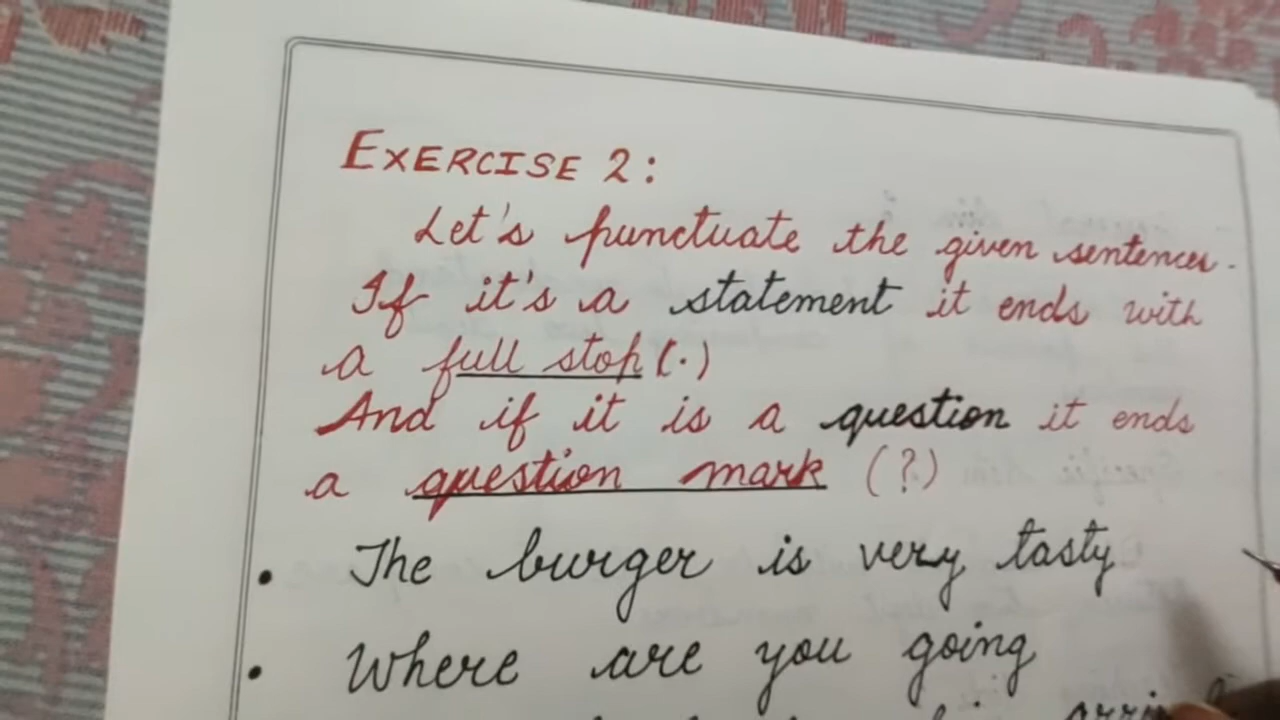 EXERCISE 2:
Let's punctuate the given sentences.
If it's a statement it ends with
a full stop (.)
And if it is a question it ends
a question mark (?)
• The burger is very tasty
• Where are you going